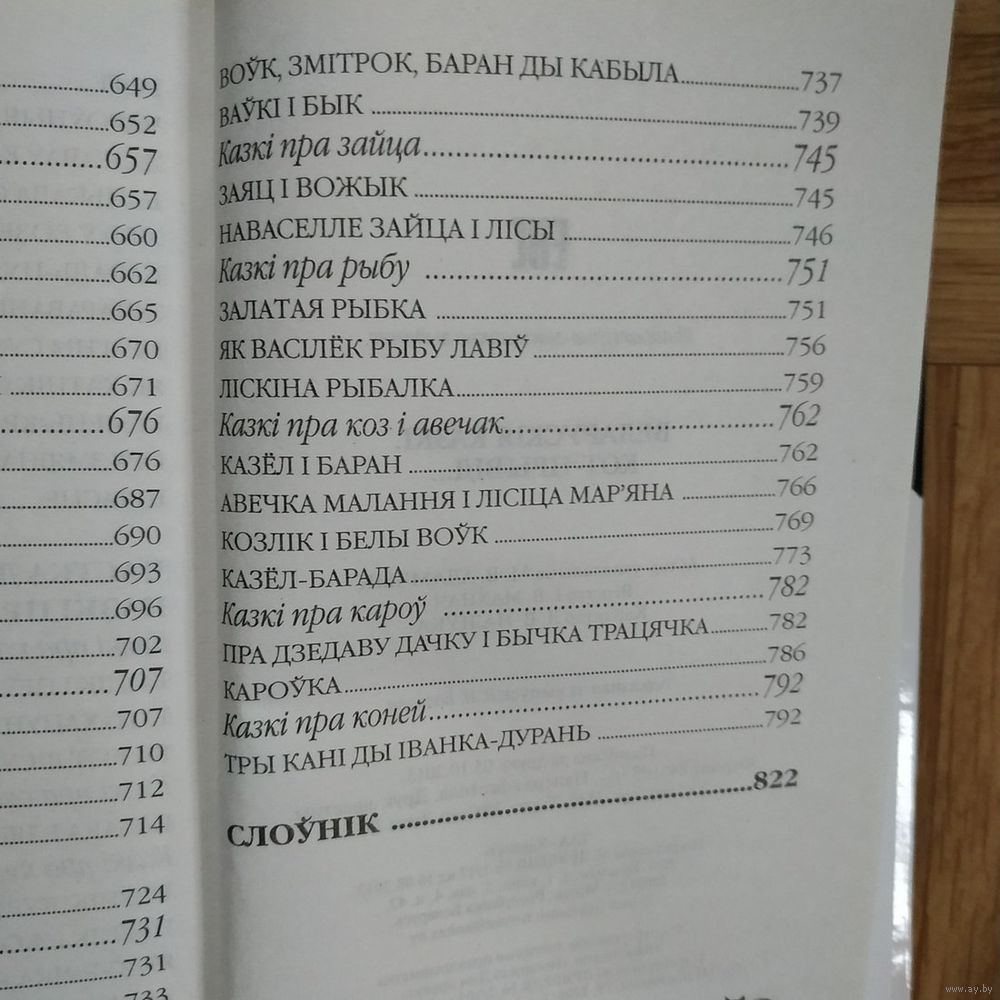 649
652
657
657
660
662
665
670
671
676
676
687
690
693
696
702
707
707
710
712
714
724
731
731
733
ВОЎК, ЗМІТРОК, БАРАН ДЫ КАБЫЛА 737
ВАЎКІ І БЫК 739
Казкі пра зайца 745
ЗАЯЦ І ВОЖЫК 745
НАВАСЕЛЛЕ ЗАЙЦА І ЛІСЫ 746
Казкі пра рыбу 751
ЗАЛАТАЯ РЫБКА 751
ЯК ВАСІЛЁК РЫБУ ЛАВІЎ 756
ЛІСКІНА РЫБАЛКА 759
Казкі пра коз і авечак 762
КАЗЁЛ І БАРАН 762
АВЕЧКА МАЛАННЯ І ЛІСІЦА МАР’ЯНА 766
КОЗЛІК І БЕЛЫ ВОЎК 769
КАЗЁЛ-БАРАДА 773
Казкі пра кароў 782
ПРА ДЗЕДАВУ ДАЧКУ І БЫЧКА ТРАЦЯЧКА 782
КАРОЎКА 786
Казкі пра коней 792
ТРЫ КАНІ ДЫ ІВАНКА-ДУРАНЬ 792
СЛОЎНІК 822
www.ay.by